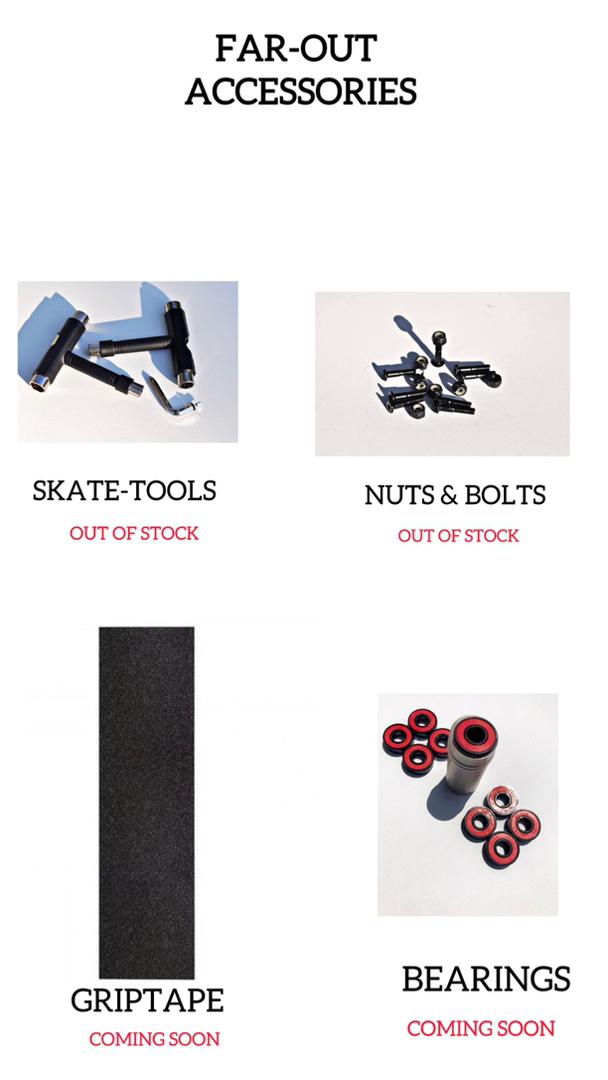 FAR-OUT
ACCESSORIES
SKATE-TOOLS
OUT OF STOCK
NUTS & BOLTS
OUT OF STOCK
GRIPTAPE
COMING SOON
BEARINGS
COMING SOON